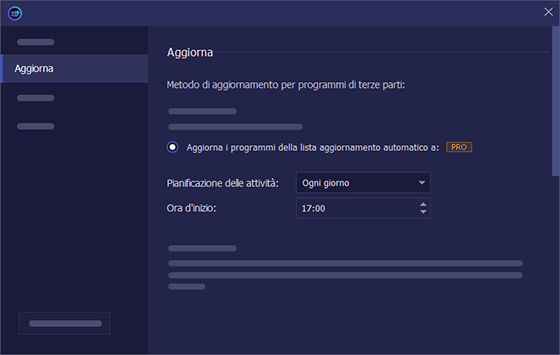 Aggiorna
Aggiorna
Metodo di aggiornamento per programmi di terze parti:
Aggiorna i programmi della lista aggiornamento automatico a: PRO
Pianificazione delle attività: Ogni giorno
Ora d'inizio: 17:00